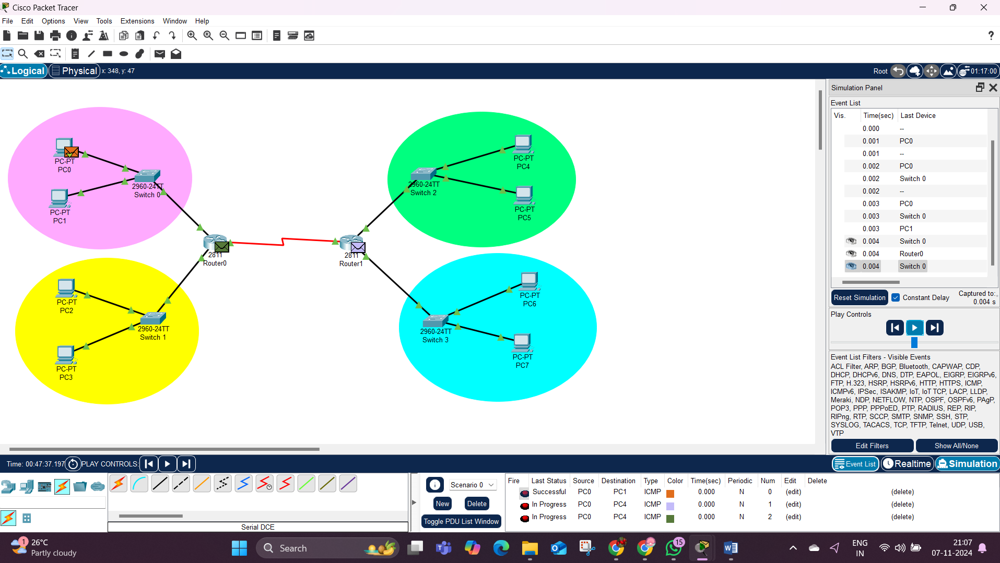 Cisco Packet Tracer
File Edit Options View Tools Extensions Window Help
?
Logical Physical x: 348, y: 47 Root 01:17:00
PC-PT
PC0
PC-PT
PC1
2960-24TT
Switch 0
PC-PT
PC2
PC-PT
PC3
2960-24TT
Switch 1
2811
Router0
2811
Router1
2960-24TT
Switch 2
PC-PT
PC4
PC-PT
PC5
2960-24TT
Switch 3
PC-PT
PC6
PC-PT
PC7
Simulation Panel
Event List
Vis. Time(sec) Last Device
0.000 --
0.001 PC0
0.001 --
0.002 PC0
0.002 Switch 0
0.002 --
0.003 PC0
0.003 Switch 0
0.003 PC1
0.004 Switch 0
0.004 Router0
0.004 Switch 0
Reset Simulation Constant Delay Captured to:*
0.004 s
Play Controls
Event List Filters - Visible Events
ACL Filter, ARP, BGP, Bluetooth, CAPWAP, CDP,
DHCP, DHCPv6, DNS, DTP, EAPOL, EIGRP, EIGRPv6,
FTP, H.323, HSRP, HSRPv6, HTTP, HTTPS, ICMP,
ICMPv6, IPSec, ISAKMP, IoT, IoT TCP, LACP, LLDP,
Meraki, NDP, NETFLOW, NTP, OSPF, OSPFv6, PAgP,
POP3, PPP, PPPoED, PTP, RADIUS, REP, RIP,
RIPng, RTP, SCCP, SMTP, SNMP, SSH, STP,
SYSLOG, TACACS, TCP, TFTP, Telnet, UDP, USB,
VTP
Edit Filters Show All/None
Time: 00:47:37.197 PLAY CONTROLS: Event List Realtime Simulation
Serial DCE
Scenario 0
New Delete
Toggle PDU List Window
Fire Last Status Source Destination Type Color Time(sec) Periodic Num Edit Delete
Successful PC0 PC1 ICMP 0.000 N 0 (edit) (delete)
In Progress PC0 PC4 ICMP 0.000 N 1 (edit) (delete)
In Progress PC0 PC4 ICMP 0.000 N 2 (edit) (delete)
1 26°C
Partly cloudy
Search
15
ENG
IN
21:07
07-11-2024